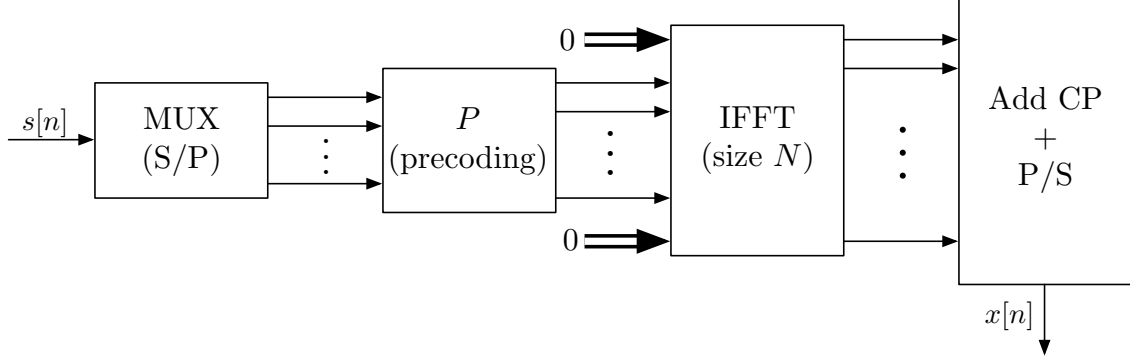 s[n]
MUX
(S/P)
P
(precoding)
0
0
IFFT
(size N)
Add CP
+
P/S
x[n]